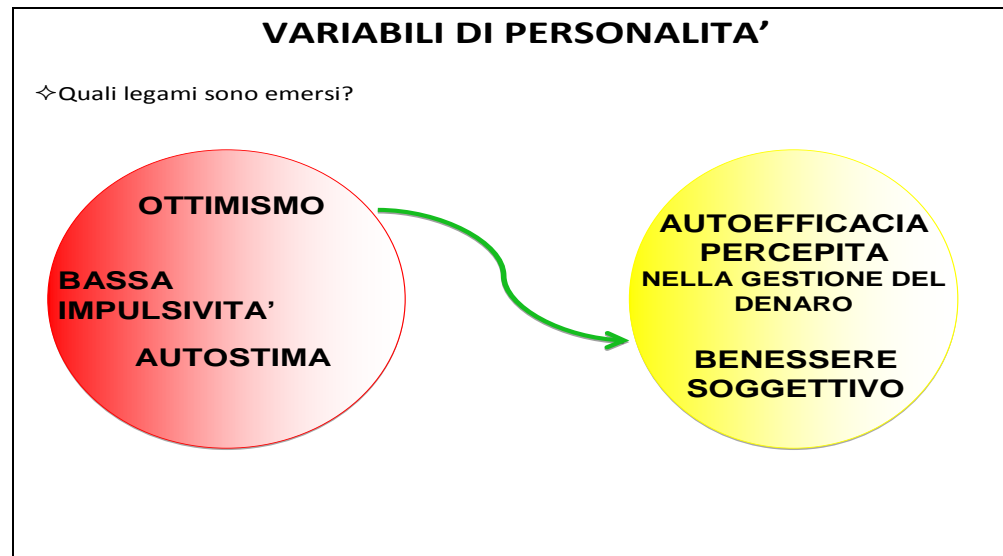 VARIABILI DI PERSONALITA’
✧Quali legami sono emersi?
OTTIMISMO
BASSA
IMPULSIVITA’
AUTOSTIMA
AUTOEFFICACIA
PERCEPITA
NELLA GESTIONE DEL
DENARO
BENESSERE
SOGGETTIVO